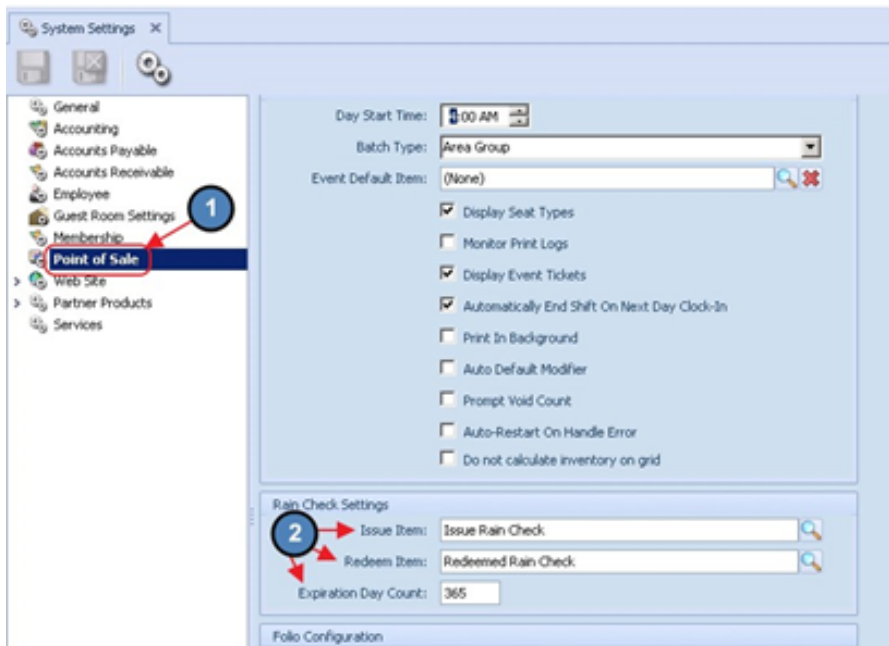 System Settings
General
Accounting
Accounts Payable
Accounts Receivable
Employee
Guest Room Settings
Membership
Point of Sale
Web Site
Partner Products
Services
1
Day Start Time: :00 AM
Batch Type: Area Group
Event Default Item: (None)
Display Seat Types
Monitor Print Logs
Display Event Tickets
Automatically End Shift On Next Day Clock-In
Print In Background
Auto Default Modifier
Prompt Void Count
Auto-Restart On Handle Error
Do not calculate inventory on grid
Rain Check Settings
2
Issue Item: Issue Rain Check
Redeem Item: Redeemed Rain Check
Expiration Day Count: 365
Folio Configuration